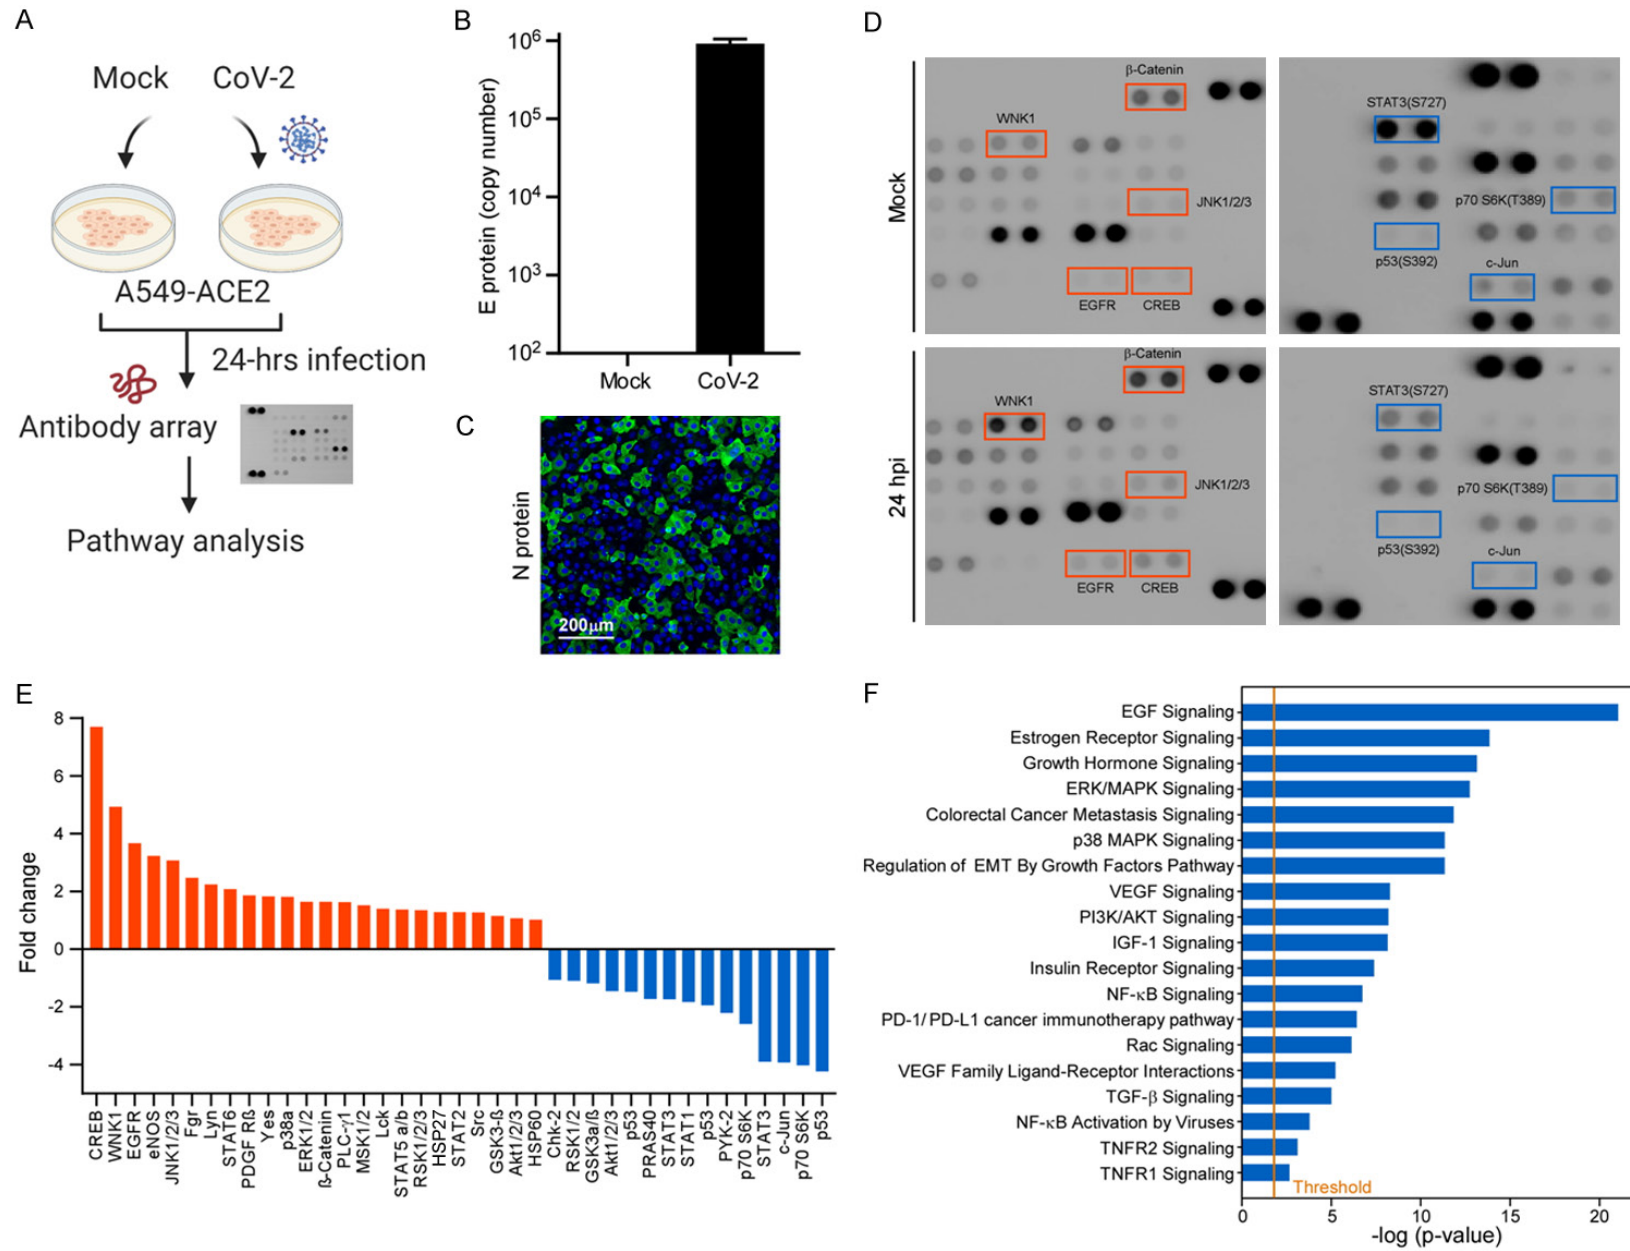 A
Mock
CoV-2
A549-ACE2
24-hrs infection
Antibody array
Pathway analysis
B
E protein (copy number)
10⁶
10⁵
10⁴
10³
10²
Mock
CoV-2
C
N protein
200μm
D
Mock
β-Catenin
WNK1
JNK1/2/3
EGFR
CREB
STAT3(S727)
p70 S6K(T389)
p53(S392)
c-Jun
24 hpi
β-Catenin
WNK1
JNK1/2/3
EGFR
CREB
STAT3(S727)
p70 S6K(T389)
p53(S392)
c-Jun
E
Fold change
8
6
4
2
0
-2
-4
CREB
WNK1
EGFR
eNOS
JNK1/2/3
Fgr
Lyn
STAT6
PDGF Rß
Yes
p38a
ERK1/2
ß-Catenin
PLC-γ1
MSK1/2
Lck
STAT5 a/b
RSK1/2/3
HSP27
STAT2
Src
GSK3-ß
Akt1/2/3
HSP60
Chk-2
RSK1/2
GSK3a/ß
Akt1/2/3
p53
PRAS40
STAT3
STAT1
p53
PYK-2
p70 S6K
STAT3
c-Jun
p70 S6K
p53
F
EGF Signaling
Estrogen Receptor Signaling
Growth Hormone Signaling
ERK/MAPK Signaling
Colorectal Cancer Metastasis Signaling
p38 MAPK Signaling
Regulation of EMT By Growth Factors Pathway
VEGF Signaling
PI3K/AKT Signaling
IGF-1 Signaling
Insulin Receptor Signaling
NF-κB Signaling
PD-1/ PD-L1 cancer immunotherapy pathway
Rac Signaling
VEGF Family Ligand-Receptor Interactions
TGF-β Signaling
NF-κB Activation by Viruses
TNFR2 Signaling
TNFR1 Signaling
Threshold
0 5 10 15 20
-log (p-value)